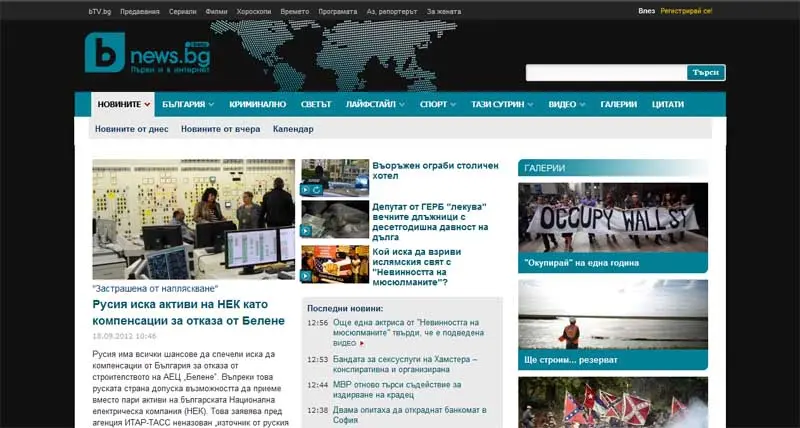 bTV.bg Предавания Сериали Филми Хороскопи Времето Програмата Аз, репортерът За жената
Влез Регистрирай се!
b
news.bg
Първи и в интернет
Търси
НОВИНИТЕ БЪЛГАРИЯ КРИМИНАЛНО СВЕТЪТ ЛАЙФСТАЙЛ СПОРТ ТАЗИ СУТРИН ВИДЕО ГАЛЕРИИ ЦИТАТИ
Новините от днес Новините от вчера Календар
"Застрашена от напляскване"
Русия иска активи на НЕК като
компенсации за отказа от Белене
18.09.2012 10:46
Русия има всички шансове да спечели иска да
компенсации от България за отказа от
строителството на АЕЦ „Белене". Въпреки това
руската страна допуска възможността да приеме
вместо пари активи на българската Национална
електрическа компания (НЕК). Това заявява пред
агенция ИТАР-ТАСС неназован „източник от руския
Въоръжен ограби столичен
хотел
Депутат от ГЕРБ "лекува"
вечните длъжници с
десетгодишна давност на
дълга
Кой иска да взриви
ислямския свят с
"Невинността на
мюсюлманите"?
Последни новини:
12:56 Още една актриса от "Невинността на
мюсюлманите" твърди, че е подведена
ВИДЕО
12:53 Бандата за сексуслуги на Хамстера –
конспиративна и организирана
12:44 МВР отново търси съдействие за
издирване на крадец
12:38 Двама опитаха да откраднат банкомат в
София
ГАЛЕРИИ
OCCUPY WALL ST
"Окупирай" на една година
Ще строим... резерват